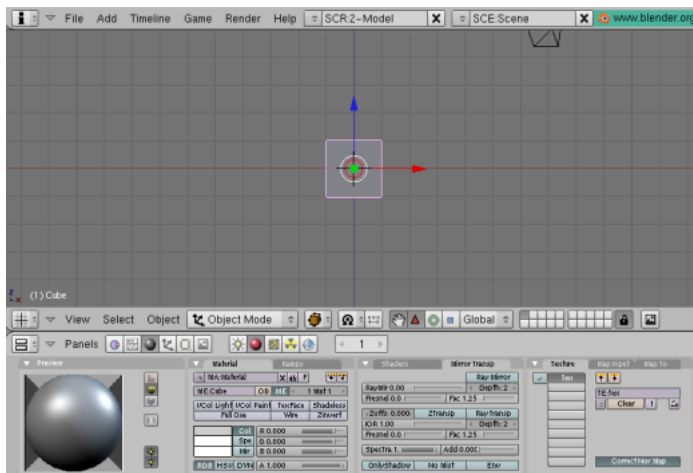 File Add Timeline Game Render Help SCR:2-Model X SCE:Scene X www.blender.org
(1) Cube
View Select Object Object Mode Global
Panels 1
Preview Material Ramps Shaders Mirror Transp Texture Map Input Map To
MA:Material X F Ray Mirror Tex
ME:Cube OB ME 1 Mat 1 RayMir 0.00 Depth: 2 TE:Tex
VCol Light VCol Paint TexFace Shadeless Fresnel 0.0 Fac 1.25 Clear 1
Full Osa Wire Zinvert Zoffs: 0.000 ZTransp Ray Transp
Col R 0.800 IOR 1.00 Depth: 2
Spe G 0.800 Fresnel 0.0 Fac 1.25
Mir B 0.800 SpecTra 1. Add 0.000
RGB HSV DYN A 1.000 OnlyShadow No Mist Env Correct Nor Map